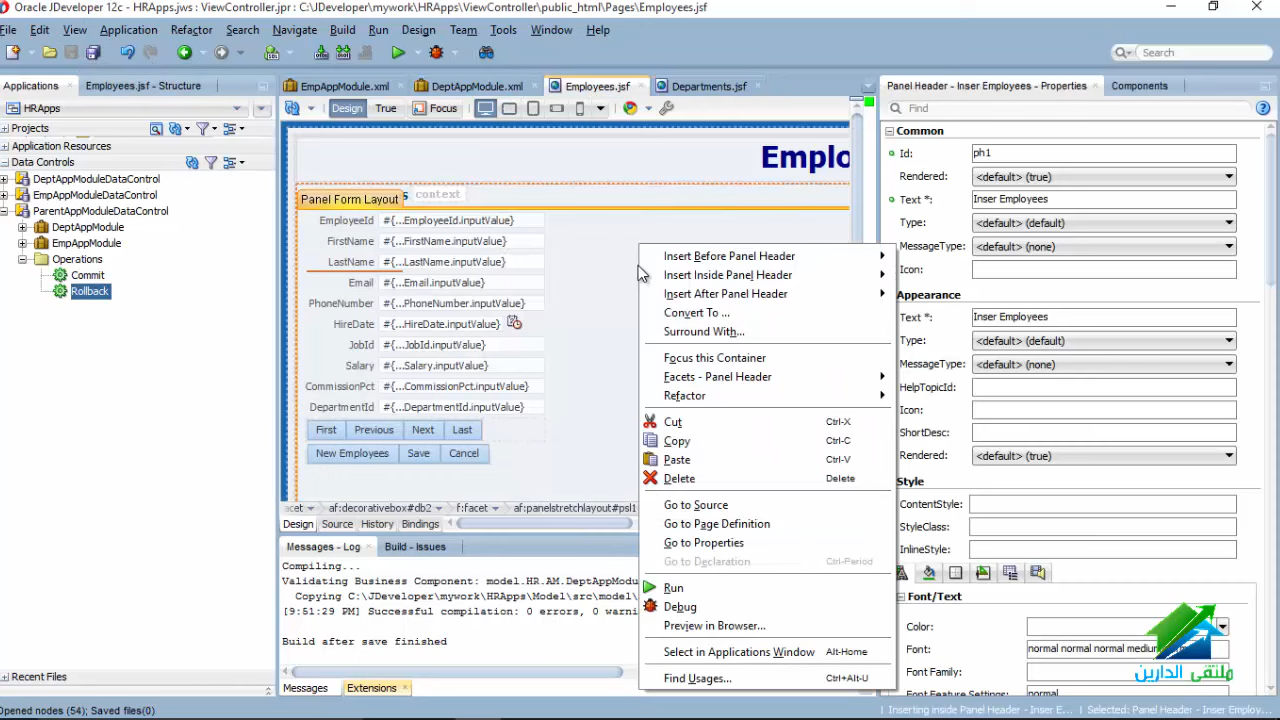 Oracle JDeveloper 12c - HRApps.jws : ViewController.jpr : C:\JDeveloper\mywork\HRApps\ViewController\public_html\Pages\Employees.jsf
File Edit View Application Refactor Search Navigate Build Run Design Team Tools Window Help
Search
Applications
Employees.jsf - Structure
HRApps
Projects
Application Resources
Data Controls
DeptAppModuleDataControl
EmpAppModuleDataControl
ParentAppModuleDataControl
DeptAppModule
EmpAppModule
Operations
Commit
Rollback
Recent Files
EmpAppModule.xml
DeptAppModule.xml
Employees.jsf
Departments.jsf
Design True Focus
Emplo
Panel Form Layout s context
EmployeeId #{...EmployeeId.inputValue}
FirstName #{...FirstName.inputValue}
LastName #{...LastName.inputValue}
Email #{...Email.inputValue}
PhoneNumber #{...PhoneNumber.inputValue}
HireDate #{...HireDate.inputValue}
JobId #{...JobId.inputValue}
Salary #{...Salary.inputValue}
CommissionPct #{...CommissionPct.inputValue}
DepartmentId #{...DepartmentId.inputValue}
First Previous Next Last
New Employees Save Cancel
acet af:decorativebox#db2 f:facet af:panelstretchlayout#psl1
Design Source History Bindings
Messages - Log
Build - Issues
Compiling...
Validating Business Component: model.HR.AM.DeptAppModu
Copying C:\JDeveloper\mywork\HRApps\Model\src\model\
[9:51:29 PM] Successful compilation: 0 errors, 0 warni
Build after save finished
Messages Extensions
Insert Before Panel Header
Insert Inside Panel Header
Insert After Panel Header
Convert To ...
Surround With...
Focus this Container
Facets - Panel Header
Refactor
Cut Ctrl-X
Copy Ctrl-C
Paste Ctrl-V
Delete Delete
Go to Source
Go to Page Definition
Go to Properties
Go to Declaration Ctrl-Period
Run
Debug
Preview in Browser...
Select in Applications Window Alt-Home
Find Usages... Ctrl+Alt-U
Panel Header - Inser Employees - Properties
Components
Find
Common
Id: ph1
Rendered: <default> (true)
Text *: Inser Employees
Type: <default> (default)
MessageType: <default> (none)
Icon:
Appearance
Text *: Inser Employees
Type: <default> (default)
MessageType: <default> (none)
HelpTopicId:
Icon:
ShortDesc:
Rendered: <default> (true)
Style
ContentStyle:
StyleClass:
InlineStyle:
Font/Text
Color:
Font: normal normal normal mediu
Font Family:
Font Feature Settings: normal
ملتقى الدارين
Opened nodes (54); Saved files(0)
Inserting inside Panel Header - Inser E...
Selected: Panel Header - Inser Employ...